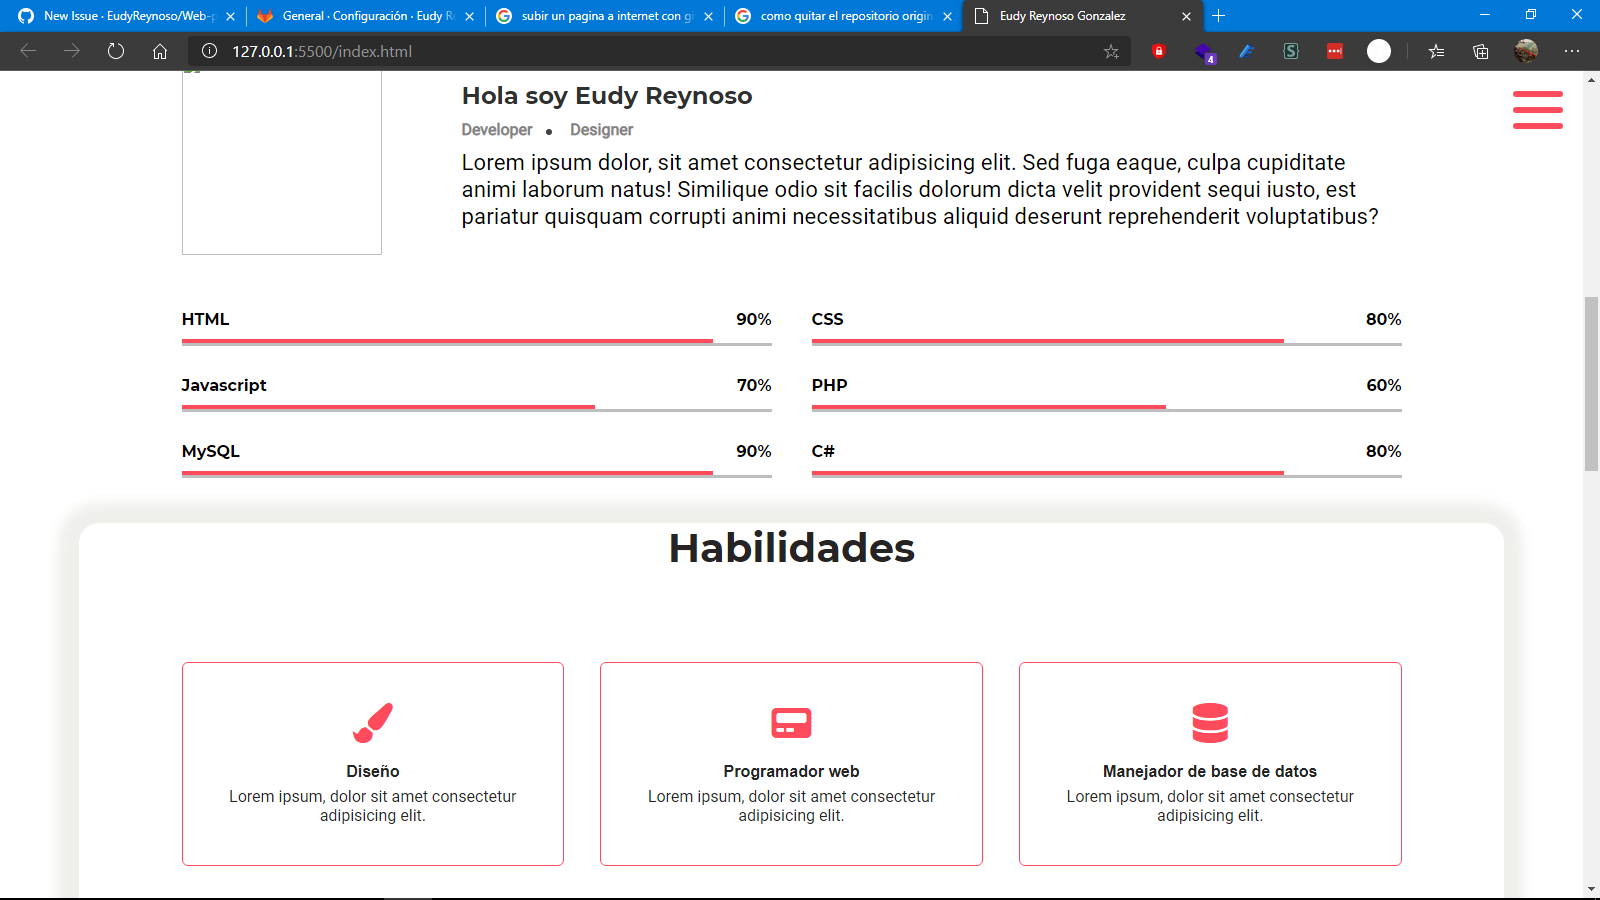 New Issue · EudyReynoso/Web-p
General · Configuración · Eudy R
subir un pagina a internet con gi
como quitar el repositorio origin
Eudy Reynoso Gonzalez
127.0.0.1:5500/index.html
4
Hola soy Eudy Reynoso
Developer • Designer
Lorem ipsum dolor, sit amet consectetur adipisicing elit. Sed fuga eaque, culpa cupiditate
animi laborum natus! Similique odio sit facilis dolorum dicta velit provident sequi iusto, est
pariatur quisquam corrupti animi necessitatibus aliquid deserunt reprehenderit voluptatibus?
HTML 90%
CSS 80%
Javascript 70%
PHP 60%
MySQL 90%
C# 80%
Habilidades
Diseño
Lorem ipsum, dolor sit amet consectetur
adipisicing elit.
Programador web
Lorem ipsum, dolor sit amet consectetur
adipisicing elit.
Manejador de base de datos
Lorem ipsum, dolor sit amet consectetur
adipisicing elit.